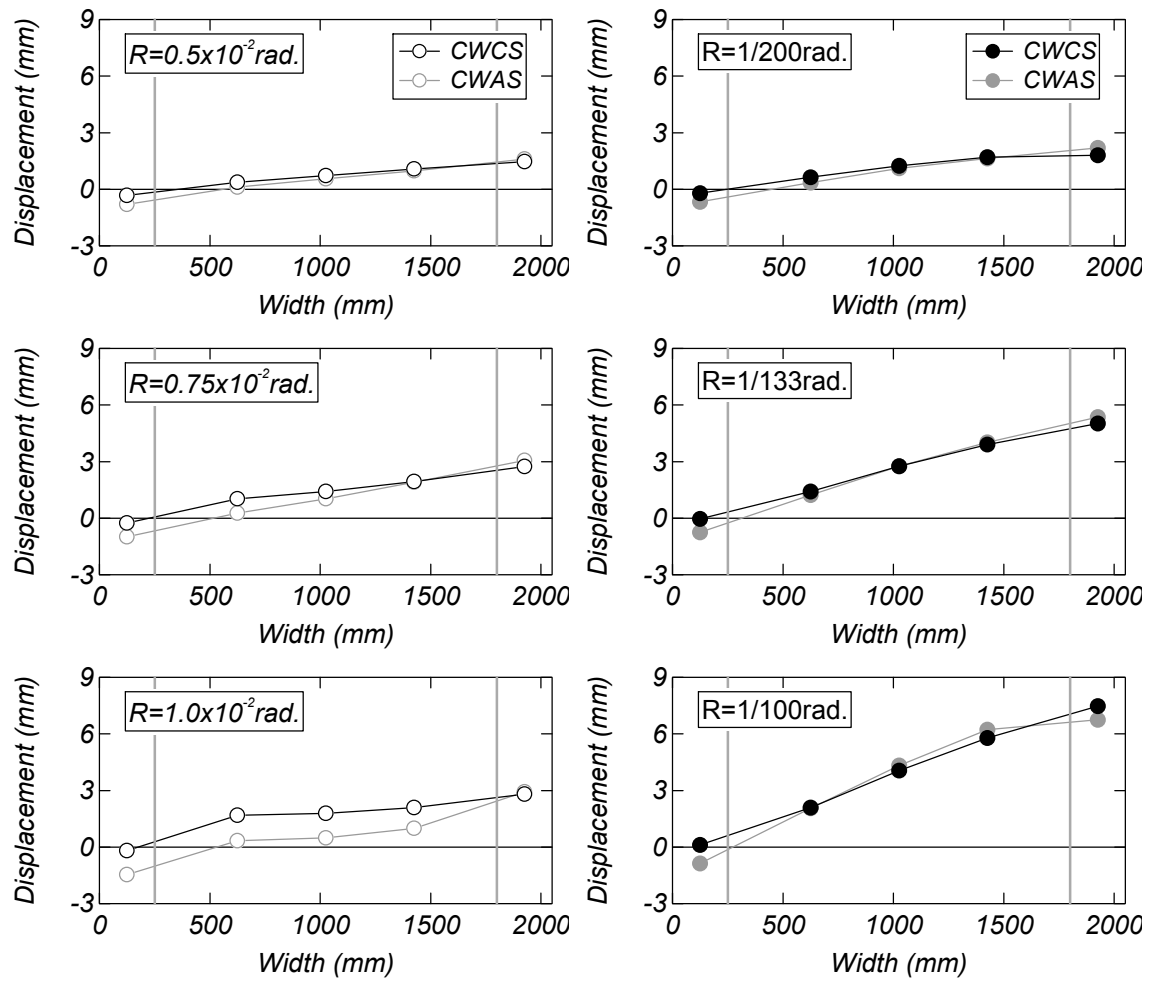 9
6
3
0
-3
Displacement (mm)
R=0.5x10⁻²rad.
CWCS
CWAS
0 500 1000 1500 2000
Width (mm)
9
6
3
0
-3
Displacement (mm)
R=1/200rad.
CWCS
CWAS
0 500 1000 1500 2000
Width (mm)
9
6
3
0
-3
Displacement (mm)
R=0.75x10⁻²rad.
0 500 1000 1500 2000
Width (mm)
9
6
3
0
-3
Displacement (mm)
R=1/133rad.
0 500 1000 1500 2000
Width (mm)
9
6
3
0
-3
Displacement (mm)
R=1.0x10⁻²rad.
0 500 1000 1500 2000
Width (mm)
9
6
3
0
-3
Displacement (mm)
R=1/100rad.
0 500 1000 1500 2000
Width (mm)